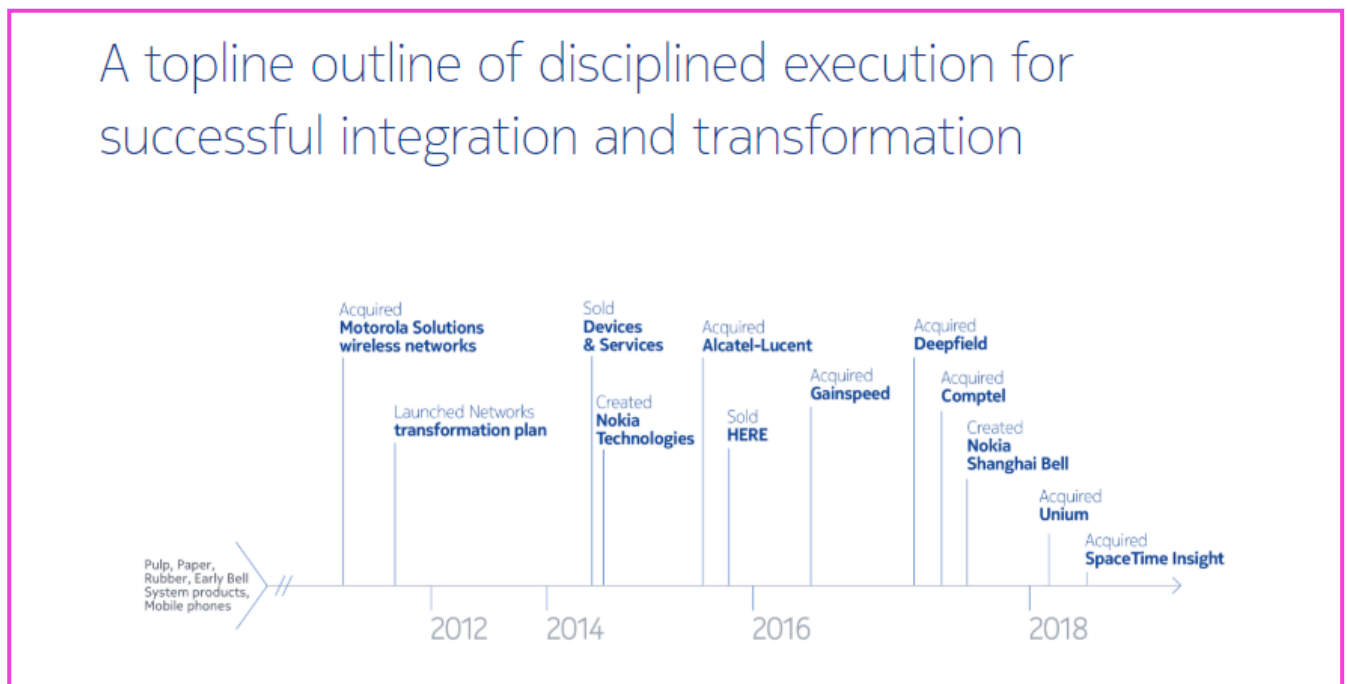 A topline outline of disciplined execution for
successful integration and transformation
Acquired
Motorola Solutions
wireless networks
Launched Networks
transformation plan
Sold
Devices
& Services
Created
Nokia
Technologies
Acquired
Alcatel-Lucent
Sold
HERE
Acquired
Gainspeed
Acquired
Deepfield
Acquired
Comptel
Created
Nokia
Shanghai Bell
Acquired
Unium
Acquired
SpaceTime Insight
Pulp, Paper,
Rubber, Early Bell
System products,
Mobile phones
2012
2014
2016
2018